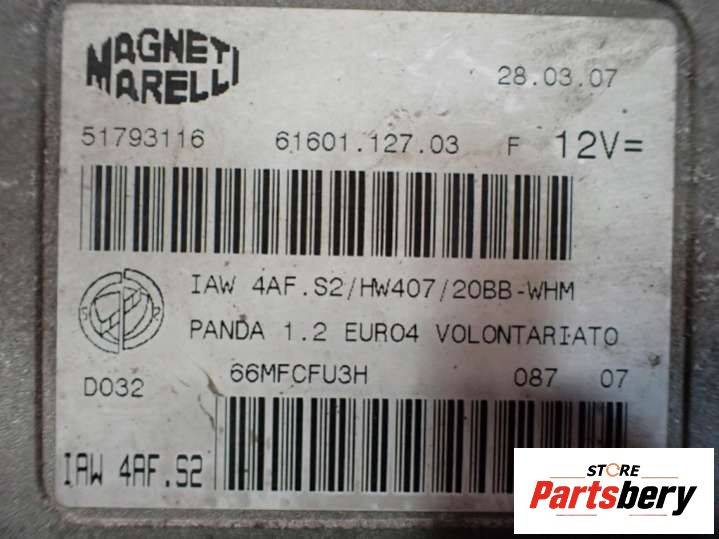 MAGNETI
MARELLI
28.03.07
51793116 61601.127.03 F 12V=
IAW 4AF.S2/HW407/20BB-WHM
PANDA 1.2 EURO4 VOLONTARIATO
D032 66MFCFU3H 087 07
IAW 4AF.S2
STORE
Partsbery